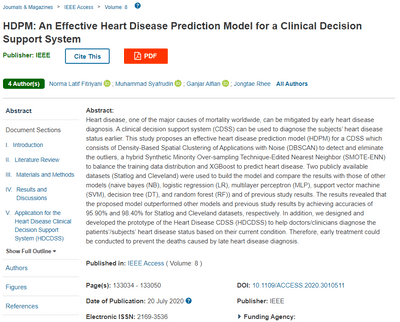 Journals & Magazines > IEEE Access > Volume: 8
HDPM: An Effective Heart Disease Prediction Model for a Clinical Decision
Support System
Publisher: IEEE
Cite This
PDF
4 Author(s)
Norma Latif Fitriyani ; Muhammad Syafrudin ; Ganjar Alfian ; Jongtae Rhee All Authors
Abstract
Document Sections
I. Introduction
II. Literature Review
III. Materials and Methods
IV. Results and
Discussions
V. Application for the
Heart Disease Clinical
Decision Support
System (HDCDSS)
Show Full Outline
Authors
Figures
References
Abstract:
Heart disease, one of the major causes of mortality worldwide, can be mitigated by early heart disease
diagnosis. A clinical decision support system (CDSS) can be used to diagnose the subjects' heart disease
status earlier. This study proposes an effective heart disease prediction model (HDPM) for a CDSS which
consists of Density-Based Spatial Clustering of Applications with Noise (DBSCAN) to detect and eliminate
the outliers, a hybrid Synthetic Minority Over-sampling Technique-Edited Nearest Neighbor (SMOTE-ENN)
to balance the training data distribution and XGBoost to predict heart disease. Two publicly available
datasets (Statlog and Cleveland) were used to build the model and compare the results with those of other
models (naive bayes (NB), logistic regression (LR), multilayer perceptron (MLP), support vector machine
(SVM), decision tree (DT), and random forest (RF)) and of previous study results. The results revealed that
the proposed model outperformed other models and previous study results by achieving accuracies of
95.90% and 98.40% for Statlog and Cleveland datasets, respectively. In addition, we designed and
developed the prototype of the Heart Disease CDSS (HDCDSS) to help doctors/clinicians diagnose the
patients'/subjects' heart disease status based on their current condition. Therefore, early treatment
could be conducted to prevent the deaths caused by late heart disease diagnosis.
Published in: IEEE Access ( Volume: 8 )
Page(s): 133034 - 133050
DOI: 10.1109/ACCESS.2020.3010511
Date of Publication: 20 July 2020
Publisher: IEEE
Electronic ISSN: 2169-3536
Funding Agency: